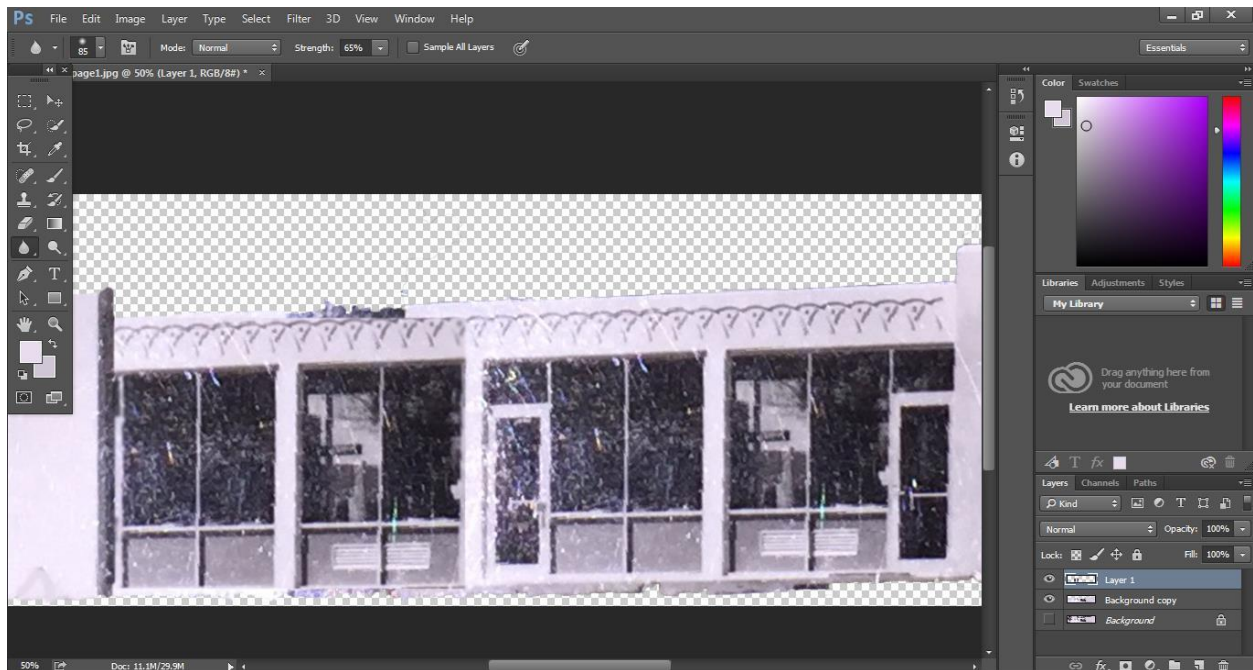 Ps File Edit Image Layer Type Select Filter 3D View Window Help
85 Mode: Normal Strength: 65% Sample All Layers Essentials
page1.jpg @ 50% (Layer 1, RGB/8#) * ×
Color Swatches
Libraries Adjustments Styles
My Library
Drag anything here from
your document
Learn more about Libraries
Layers Channels Paths
Kind
Normal Opacity: 100%
Lock: Fill: 100%
Layer 1
Background copy
Background
50% Doc: 11.1M/29.9M